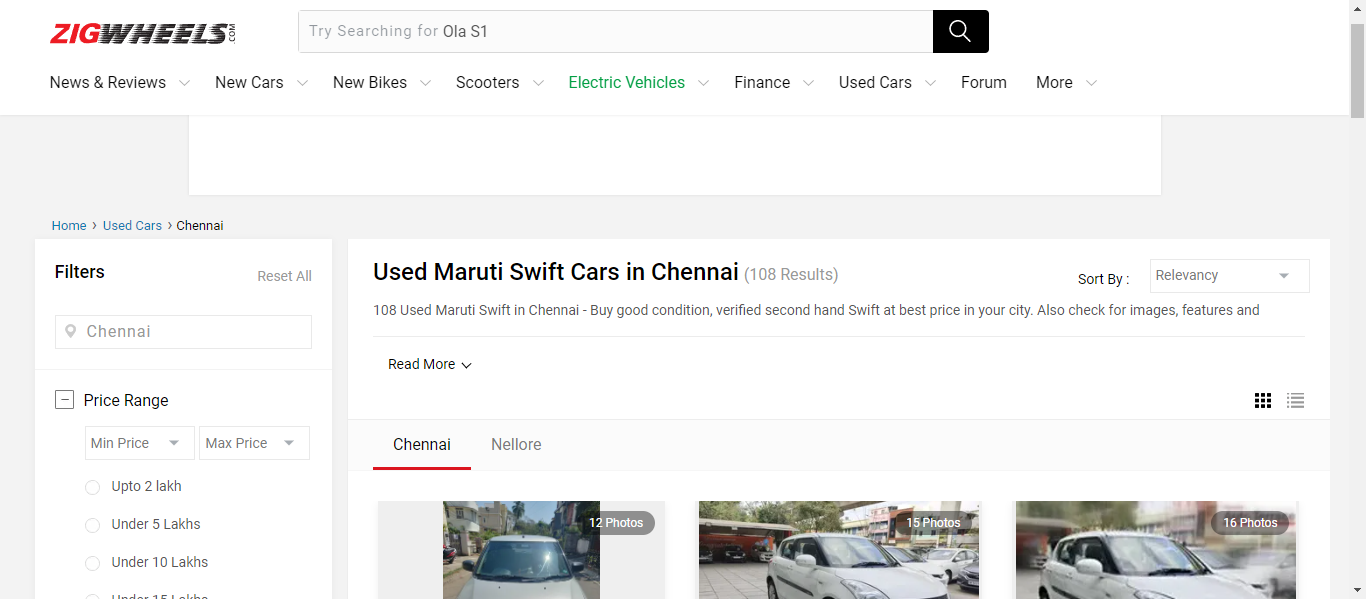 ZIGWHEELS.COM
Try Searching for Ola S1
News & Reviews New Cars New Bikes Scooters Electric Vehicles Finance Used Cars Forum More
Home › Used Cars › Chennai
Filters
Reset All
Chennai
Price Range
Min Price Max Price
Upto 2 lakh
Under 5 Lakhs
Under 10 Lakhs
Under 15 Lakhs
Used Maruti Swift Cars in Chennai (108 Results)
Sort By : Relevancy
108 Used Maruti Swift in Chennai - Buy good condition, verified second hand Swift at best price in your city. Also check for images, features and
Read More
Chennai Nellore
12 Photos 15 Photos 16 Photos